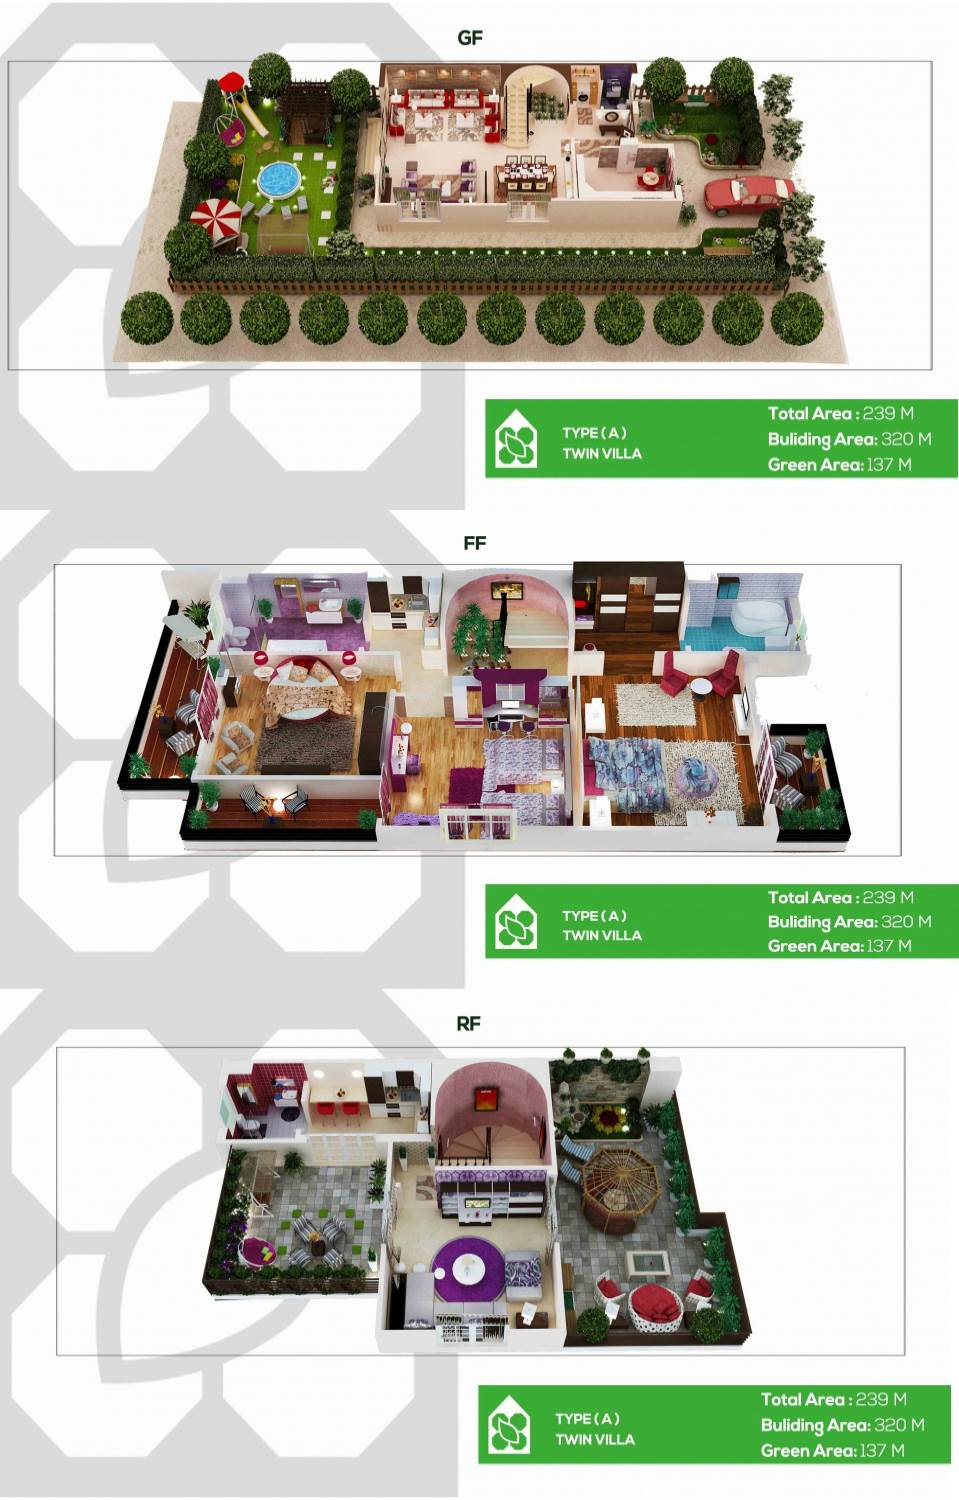 GF
TYPE ( A )
TWIN VILLA
Total Area : 239 M
Buliding Area: 320 M
Green Area: 137 M
FF
TYPE ( A )
TWIN VILLA
Total Area : 239 M
Buliding Area: 320 M
Green Area: 137 M
RF
TYPE ( A )
TWIN VILLA
Total Area : 239 M
Buliding Area: 320 M
Green Area: 137 M